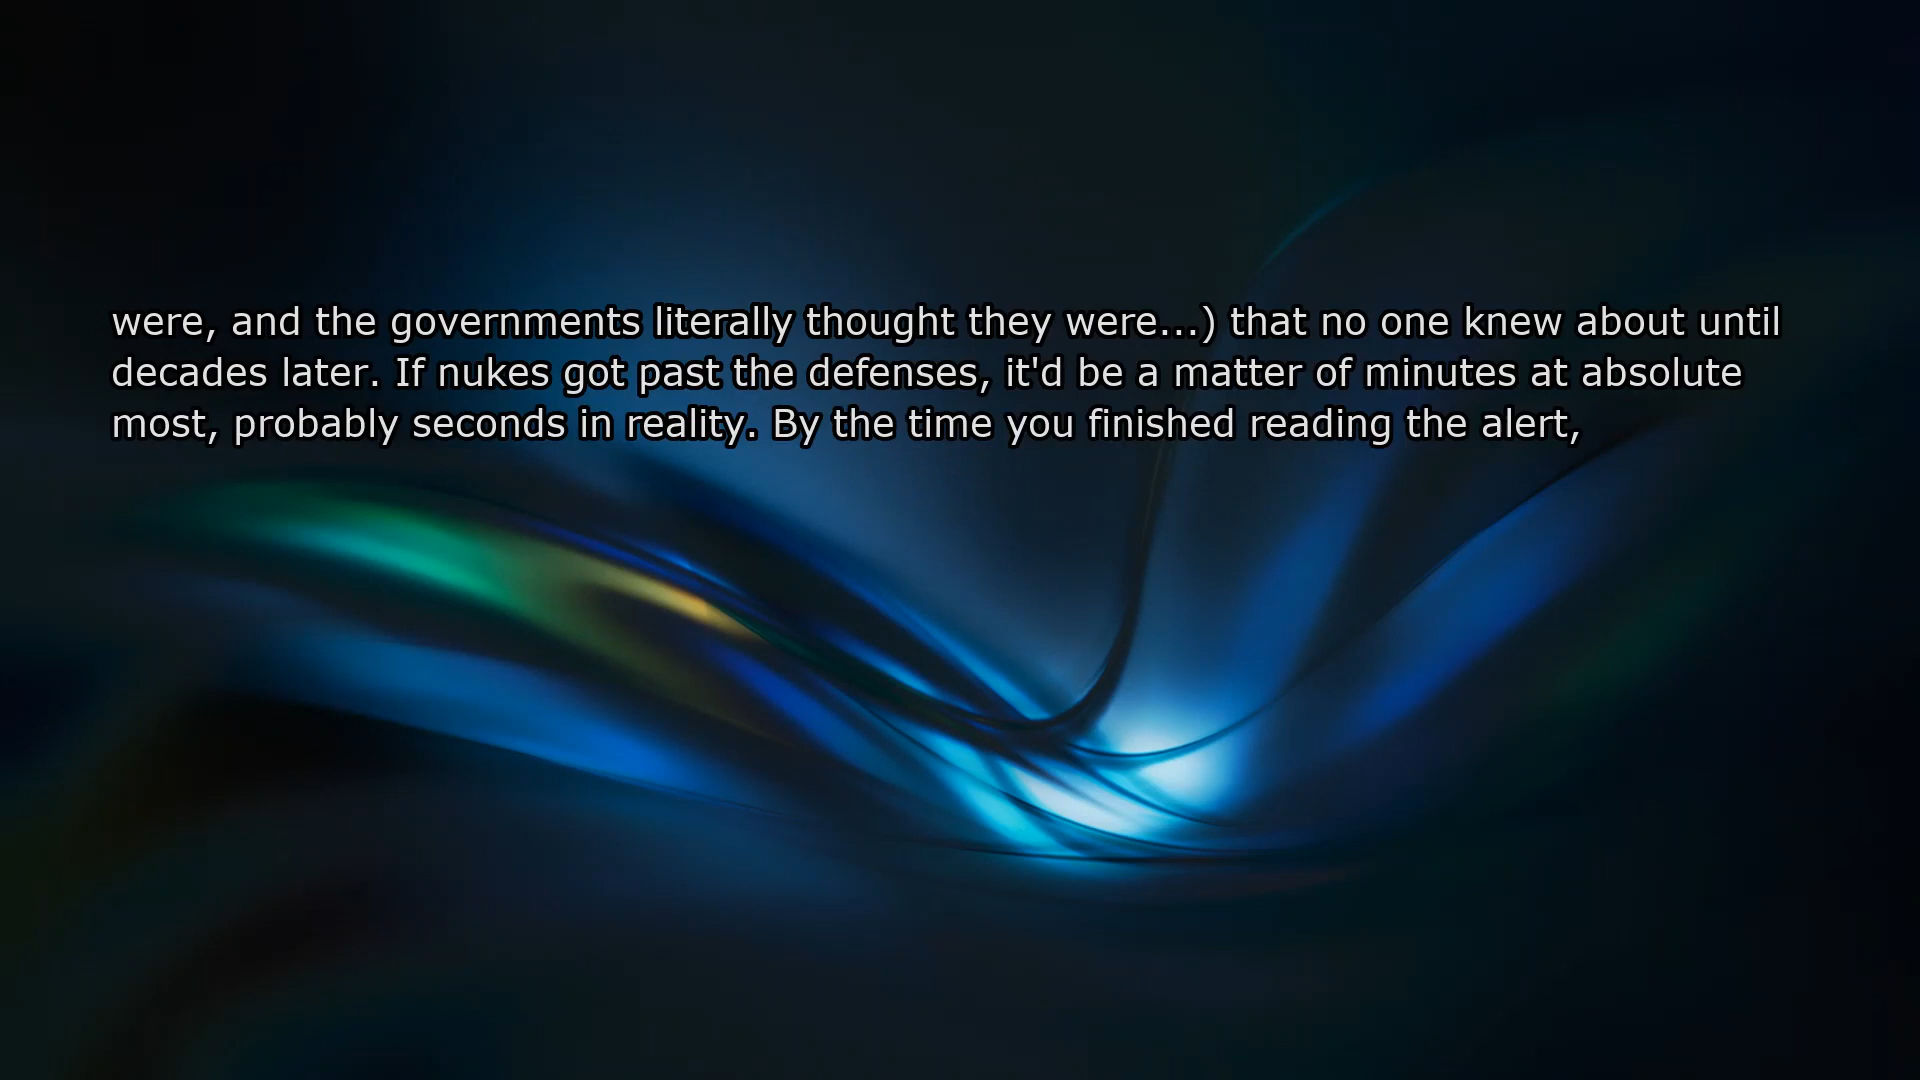 were, and the governments literally thought they were...) that no one knew about until
decades later. If nukes got past the defenses, it'd be a matter of minutes at absolute
most, probably seconds in reality. By the time you finished reading the alert,